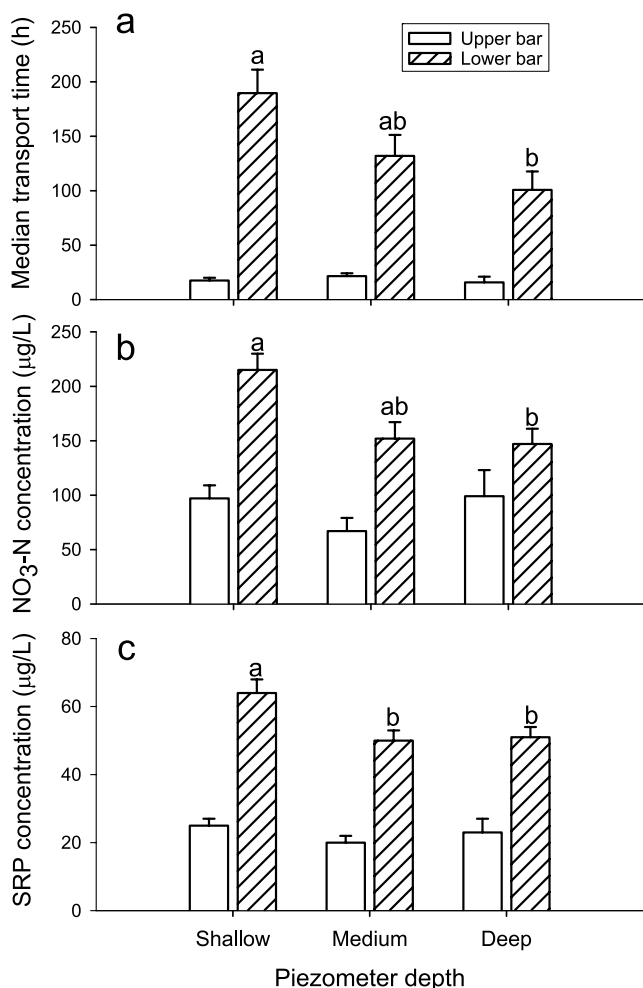 a
Median transport time (h)
250
200
150
100
50
0
Upper bar
Lower bar
a
ab
b
b
NO3-N concentration (µg/L)
250
200
150
100
50
0
a
ab
b
c
SRP concentration (µg/L)
80
60
40
20
0
a
b
b
Shallow Medium Deep
Piezometer depth